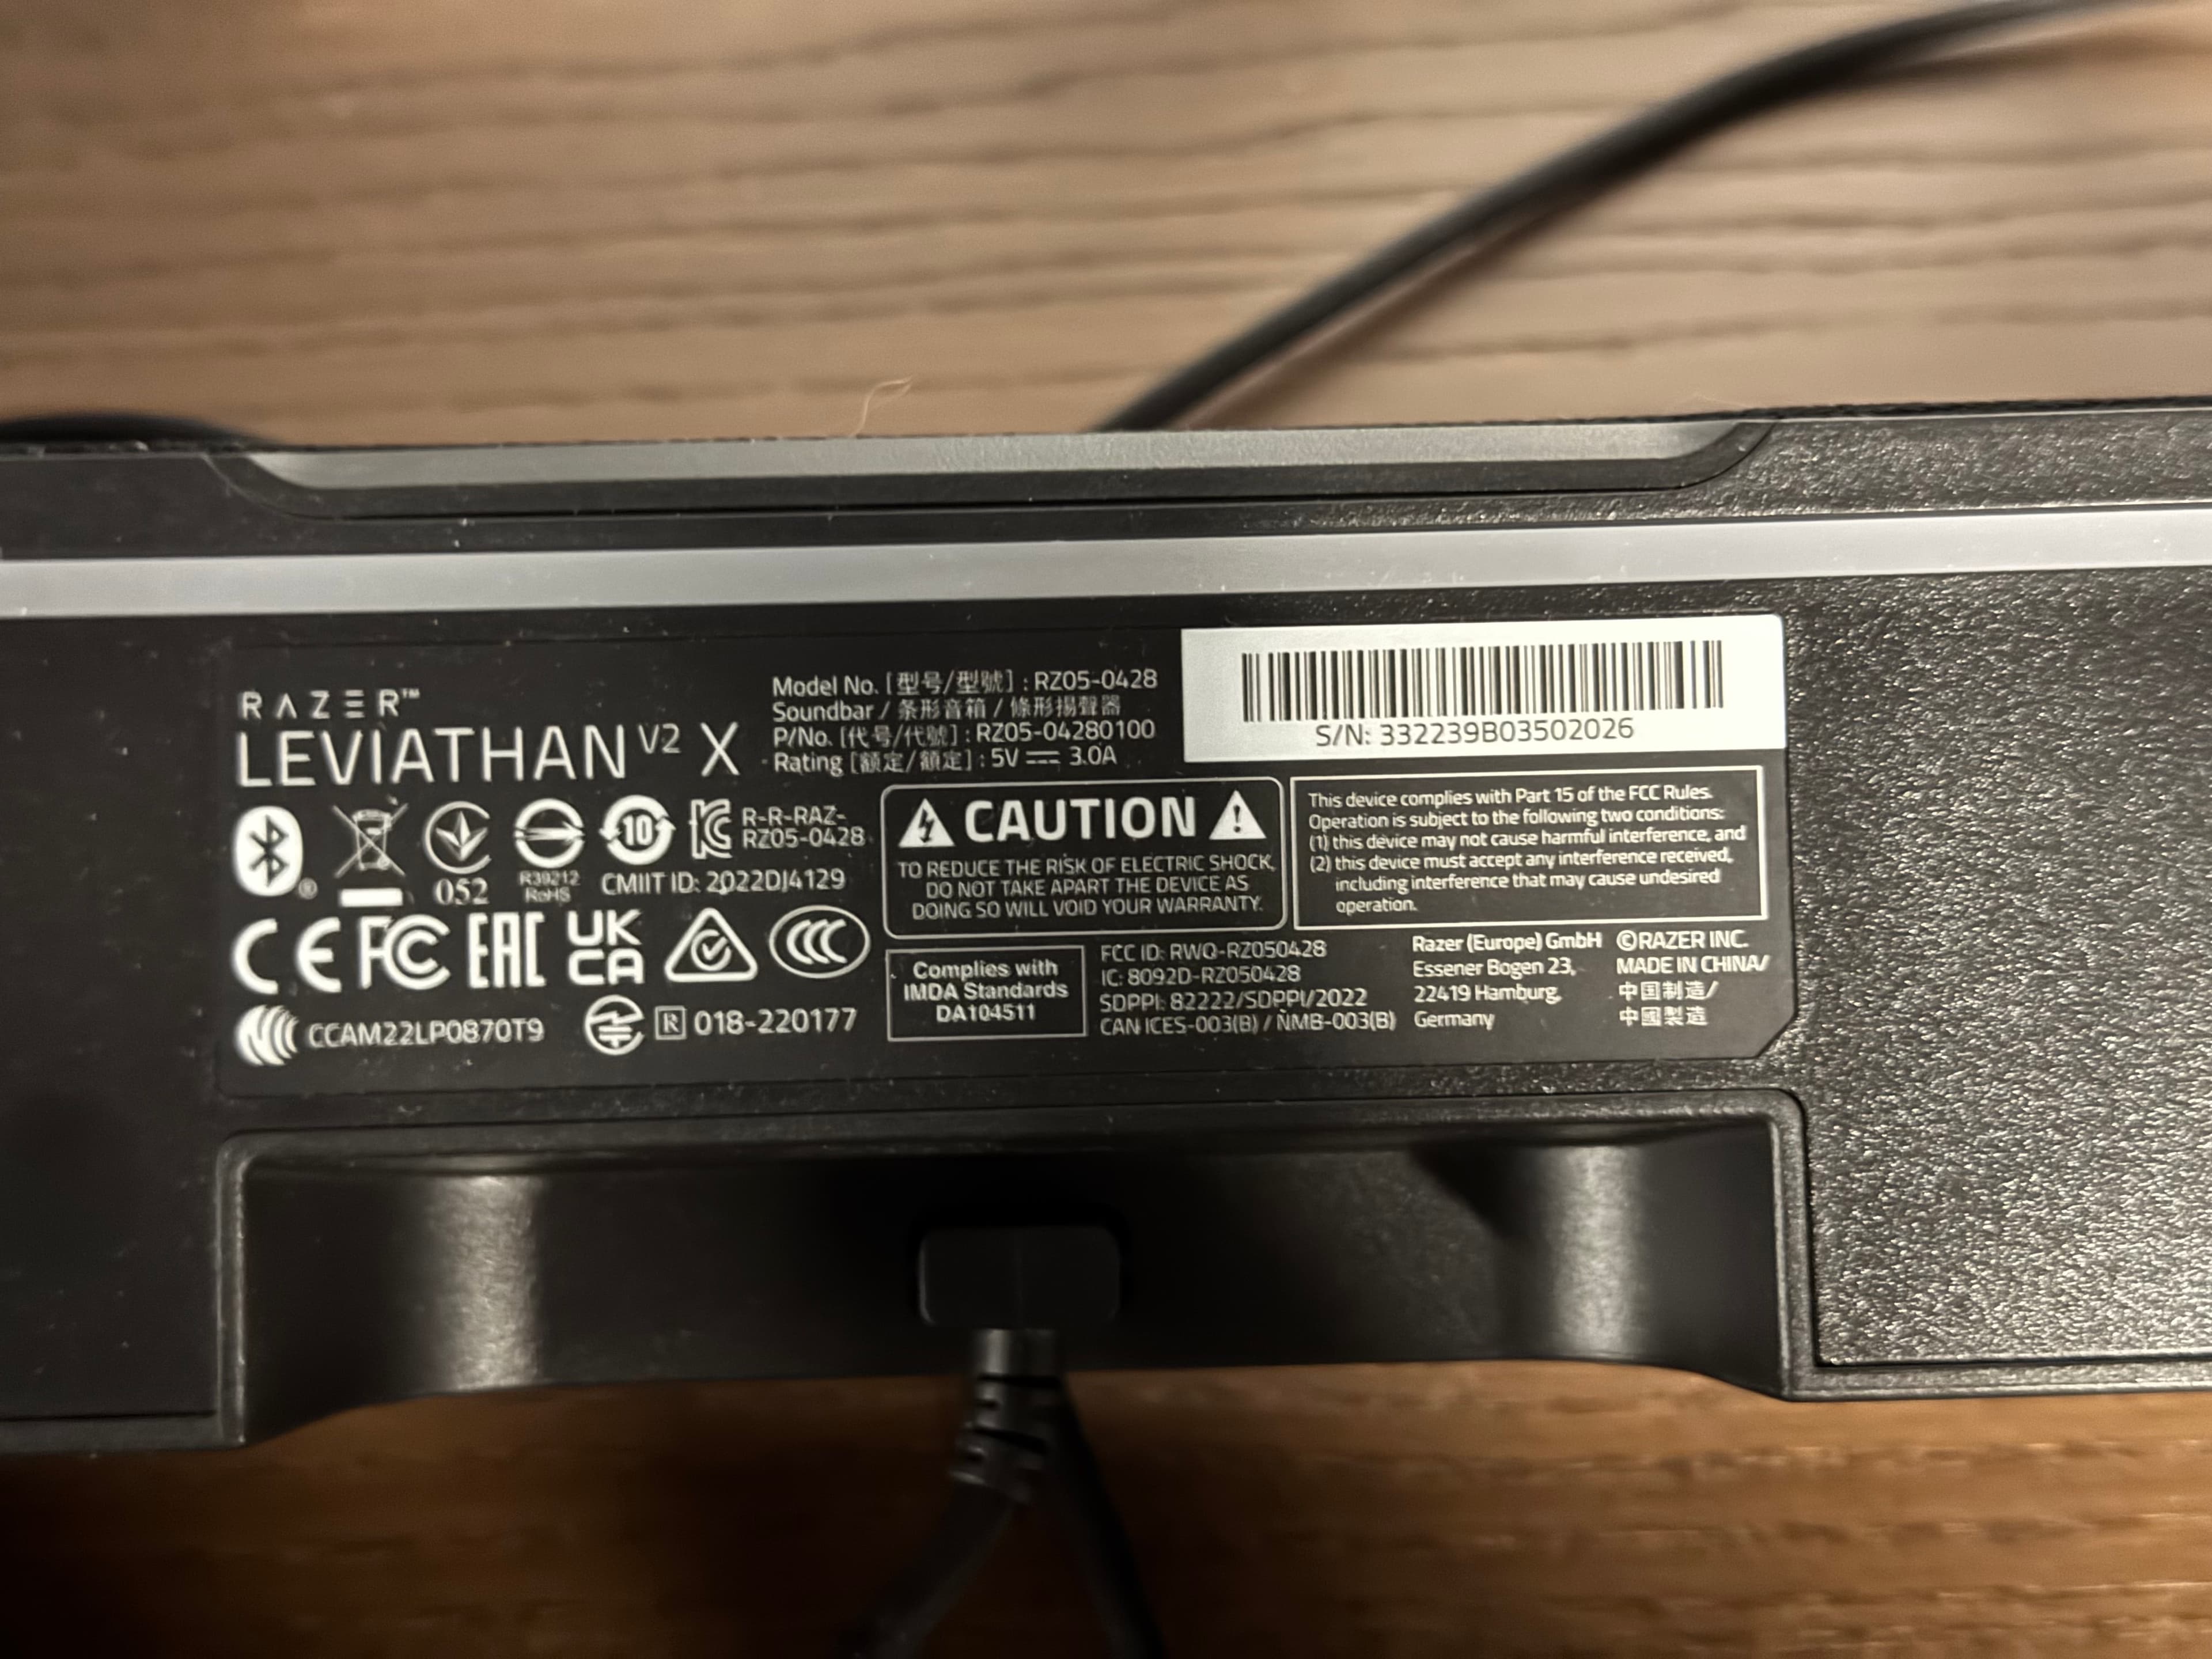 RAZER™
LEVIATHAN V2 X
Model No. [型号/型號] : RZ05-0428
Soundbar / 条形音箱 / 條形揚聲器
P/No. [代号/代號] : RZ05-04280100
Rating [额定/額定] : 5V ⎓ 3.0A
S/N: 332239B03502026
052
R39212
RoHS
10
R-R-RAZ-
RZ05-0428
CMIIT ID: 2022DJ4129
CE FC EAC UK
CA
CCC
CCAM22LP0870T9
R 018-220177
CAUTION
TO REDUCE THE RISK OF ELECTRIC SHOCK,
DO NOT TAKE APART THE DEVICE AS
DOING SO WILL VOID YOUR WARRANTY.
This device complies with Part 15 of the FCC Rules.
Operation is subject to the following two conditions:
(1) this device may not cause harmful interference, and
(2) this device must accept any interference received,
including interference that may cause undesired
operation.
Complies with
IMDA Standards
DA104511
FCC ID: RWO-RZ050428
IC: 8092D-RZ050428
SDPPI: 82222/SDPPI/2022
CAN ICES-003(B) / NMB-003(B)
Razer (Europe) GmbH
Essener Bogen 23,
22419 Hamburg,
Germany
©RAZER INC.
MADE IN CHINA/
中国制造/
中國製造